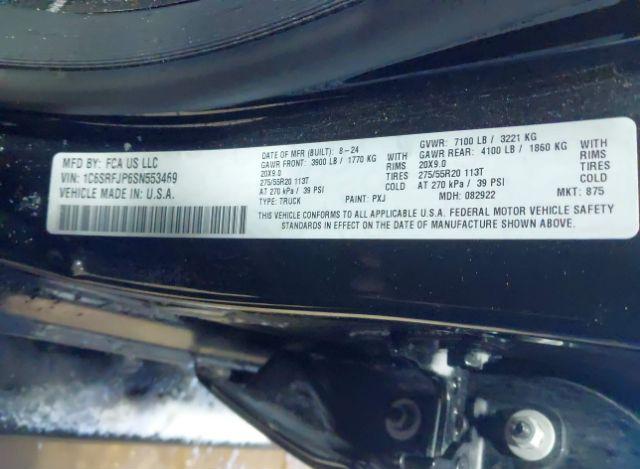 MFD BY: FCA US LLC
VIN: 1C6SRFJP6SN553469
VEHICLE MADE IN: U.S.A.
DATE OF MFR (BUILT): 8-24
GAWR FRONT: 3900 LB / 1770 KG WITH
20X9.0 RIMS
275/55R20 113T TIRES
AT 270 kPa / 39 PSI COLD
TYPE: TRUCK PAINT: PXJ
GVWR: 7100 LB / 3221 KG
GAWR REAR: 4100 LB / 1860 KG WITH
20X9.0 RIMS
275/55R20 113T TIRES
AT 270 kPa / 39 PSI COLD
MDH: 082922 MKT: 875
THIS VEHICLE CONFORMS TO ALL APPLICABLE U.S.A. FEDERAL MOTOR VEHICLE SAFETY
STANDARDS IN EFFECT ON THE DATE OF MANUFACTURE SHOWN ABOVE.